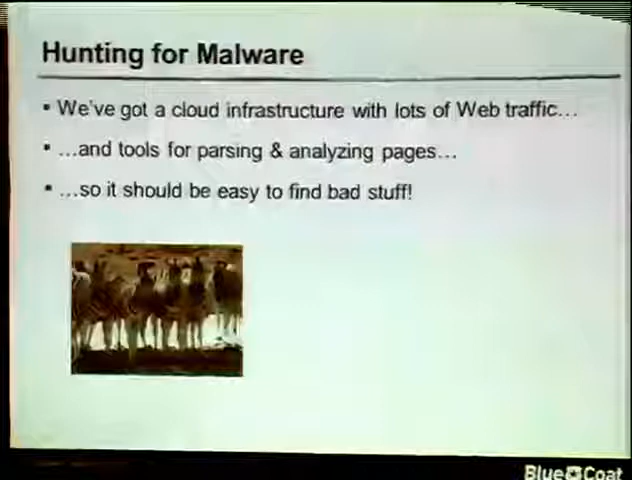 Hunting for Malware
▪ We've got a cloud infrastructure with lots of Web traffic…
▪ …and tools for parsing & analyzing pages…
▪ …so it should be easy to find bad stuff!
Blue Coat